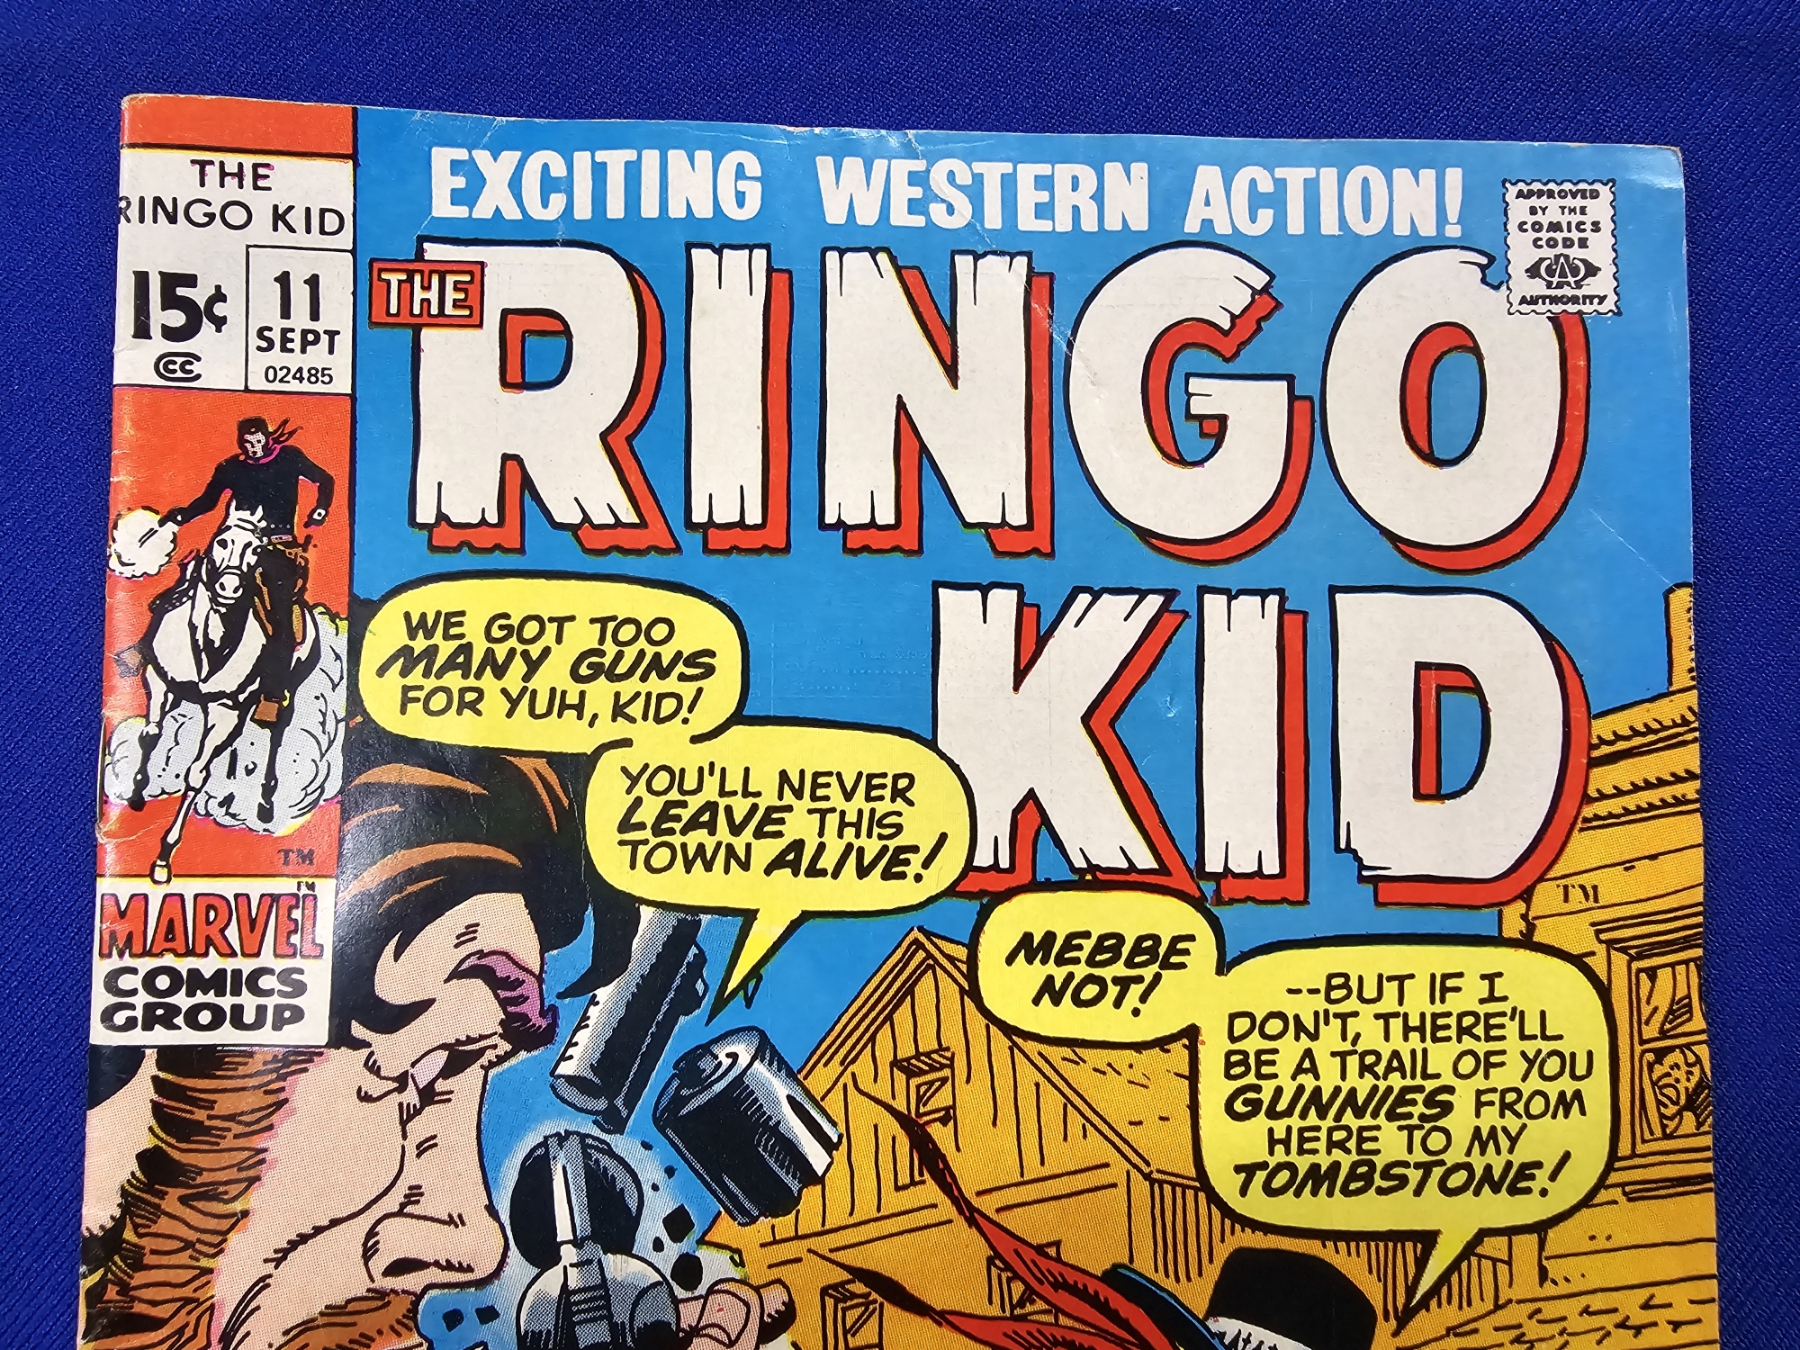 THE
RINGO KID
15¢
CC
11
SEPT
02485
TM
MARVEL
TM
COMICS
GROUP
EXCITING WESTERN ACTION!
APPROVED
BY THE
COMICS
CODE
CA
AUTHORITY
THE
RINGO
KID
TM
WE GOT TOO
MANY GUNS
FOR YUH, KID!
YOU'LL NEVER
LEAVE THIS
TOWN ALIVE!
MEBBE
NOT!
--BUT IF I
DON'T, THERE'LL
BE A TRAIL OF YOU
GUNNIES FROM
HERE TO MY
TOMBSTONE!